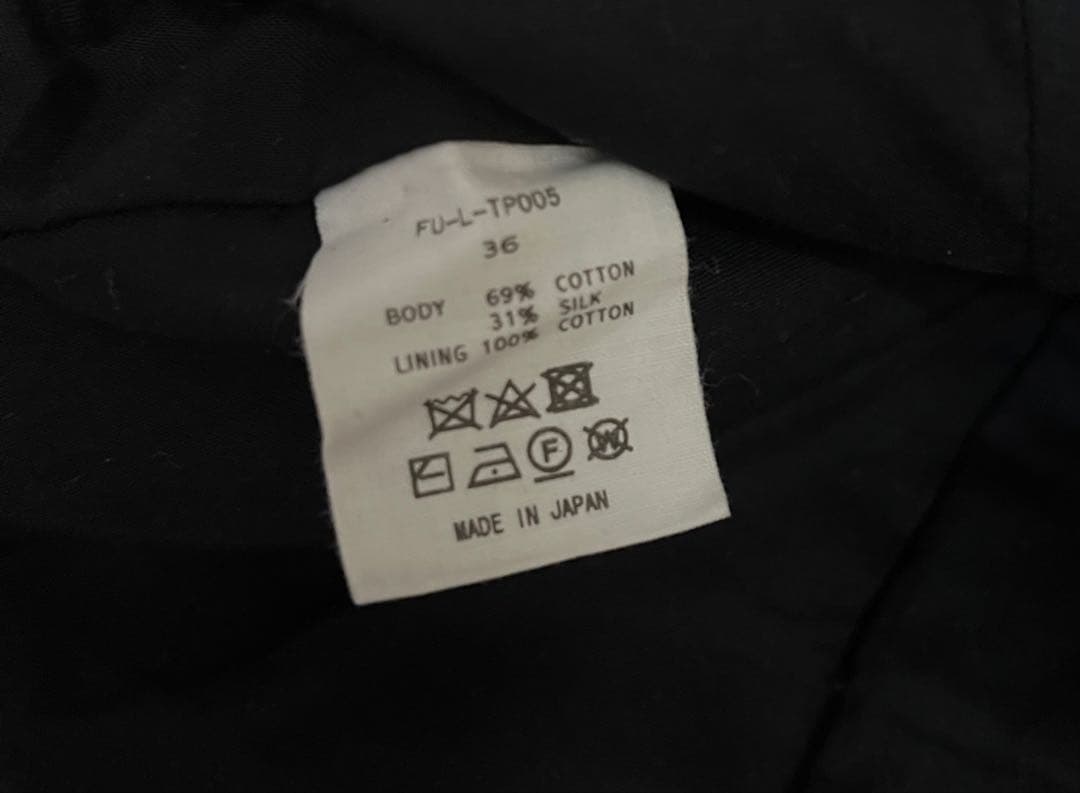 FU-L-TP005
36
BODY 69% COTTON
31% SILK
LINING 100% COTTON
F W
MADE IN JAPAN